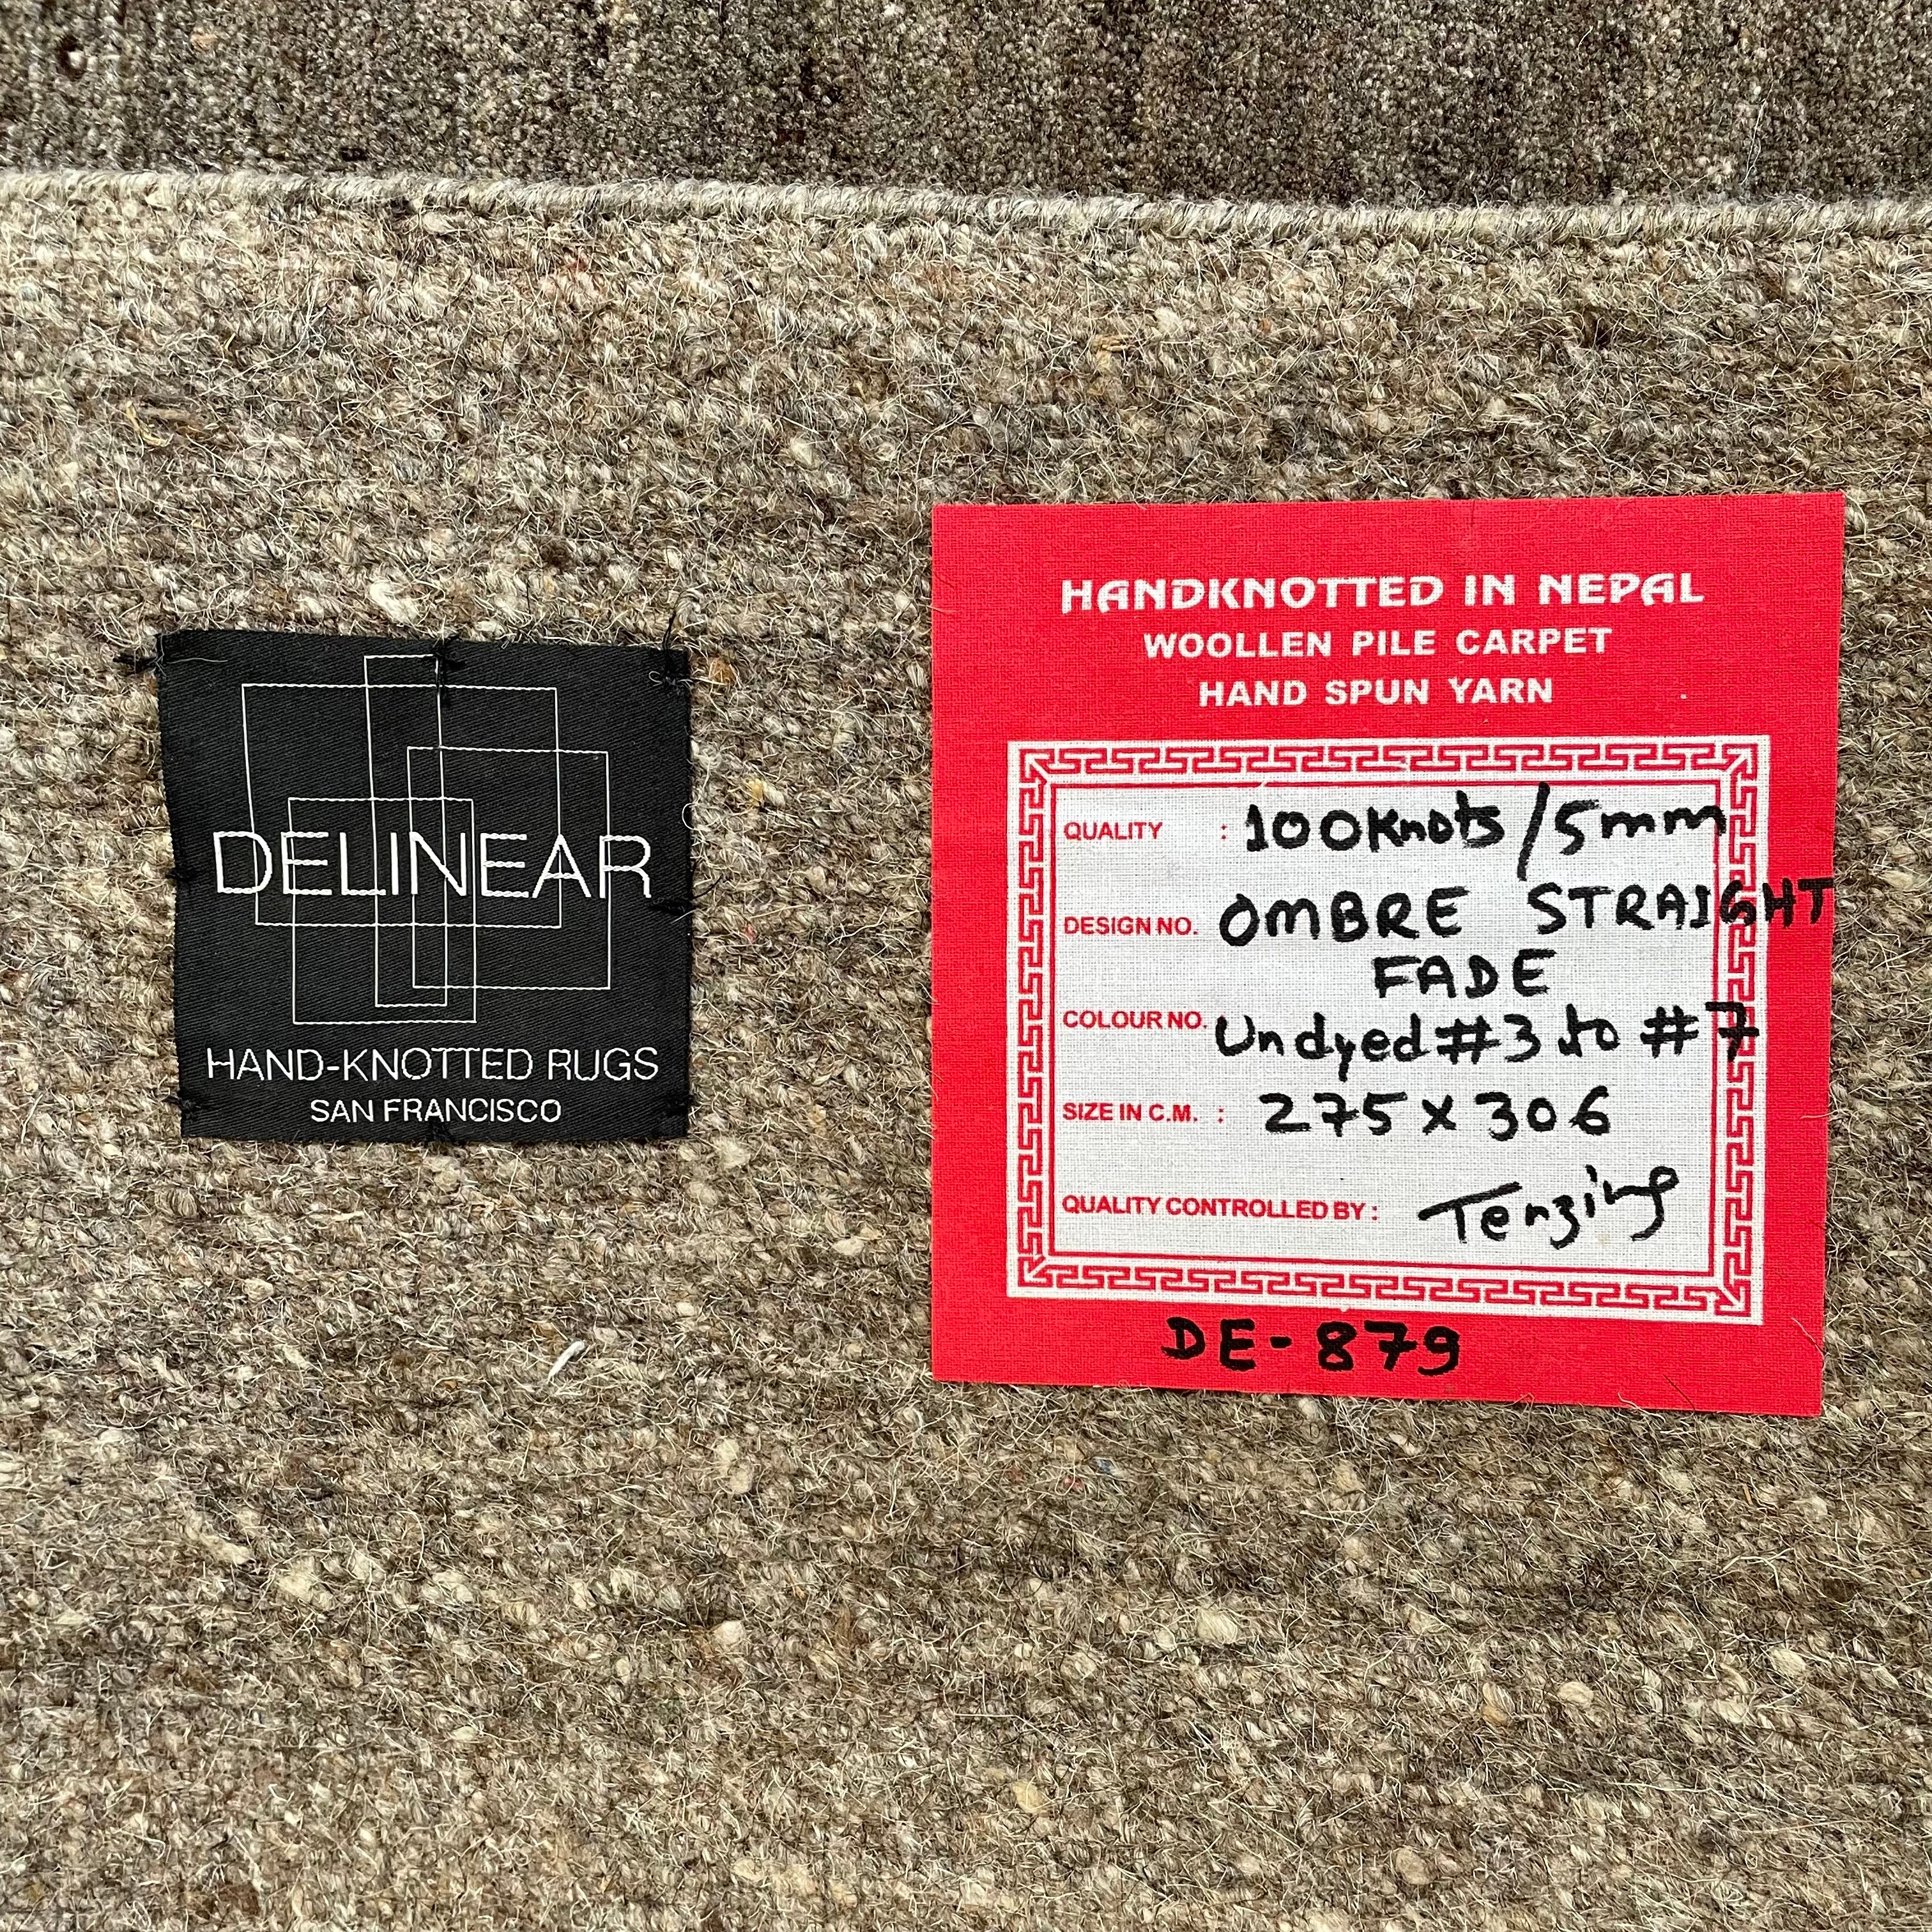 DELINEAR
HAND-KNOTTED RUGS
SAN FRANCISCO
HANDKNOTTED IN NEPAL
WOOLLEN PILE CARPET
HAND SPUN YARN
QUALITY : 100Knots/5mm
DESIGN NO. OMBRE STRAIGHT
FADE
COLOUR NO. Undyed #3 to #7
SIZE IN C.M. : 275 x 306
QUALITY CONTROLLED BY : Tenzing
DE-879